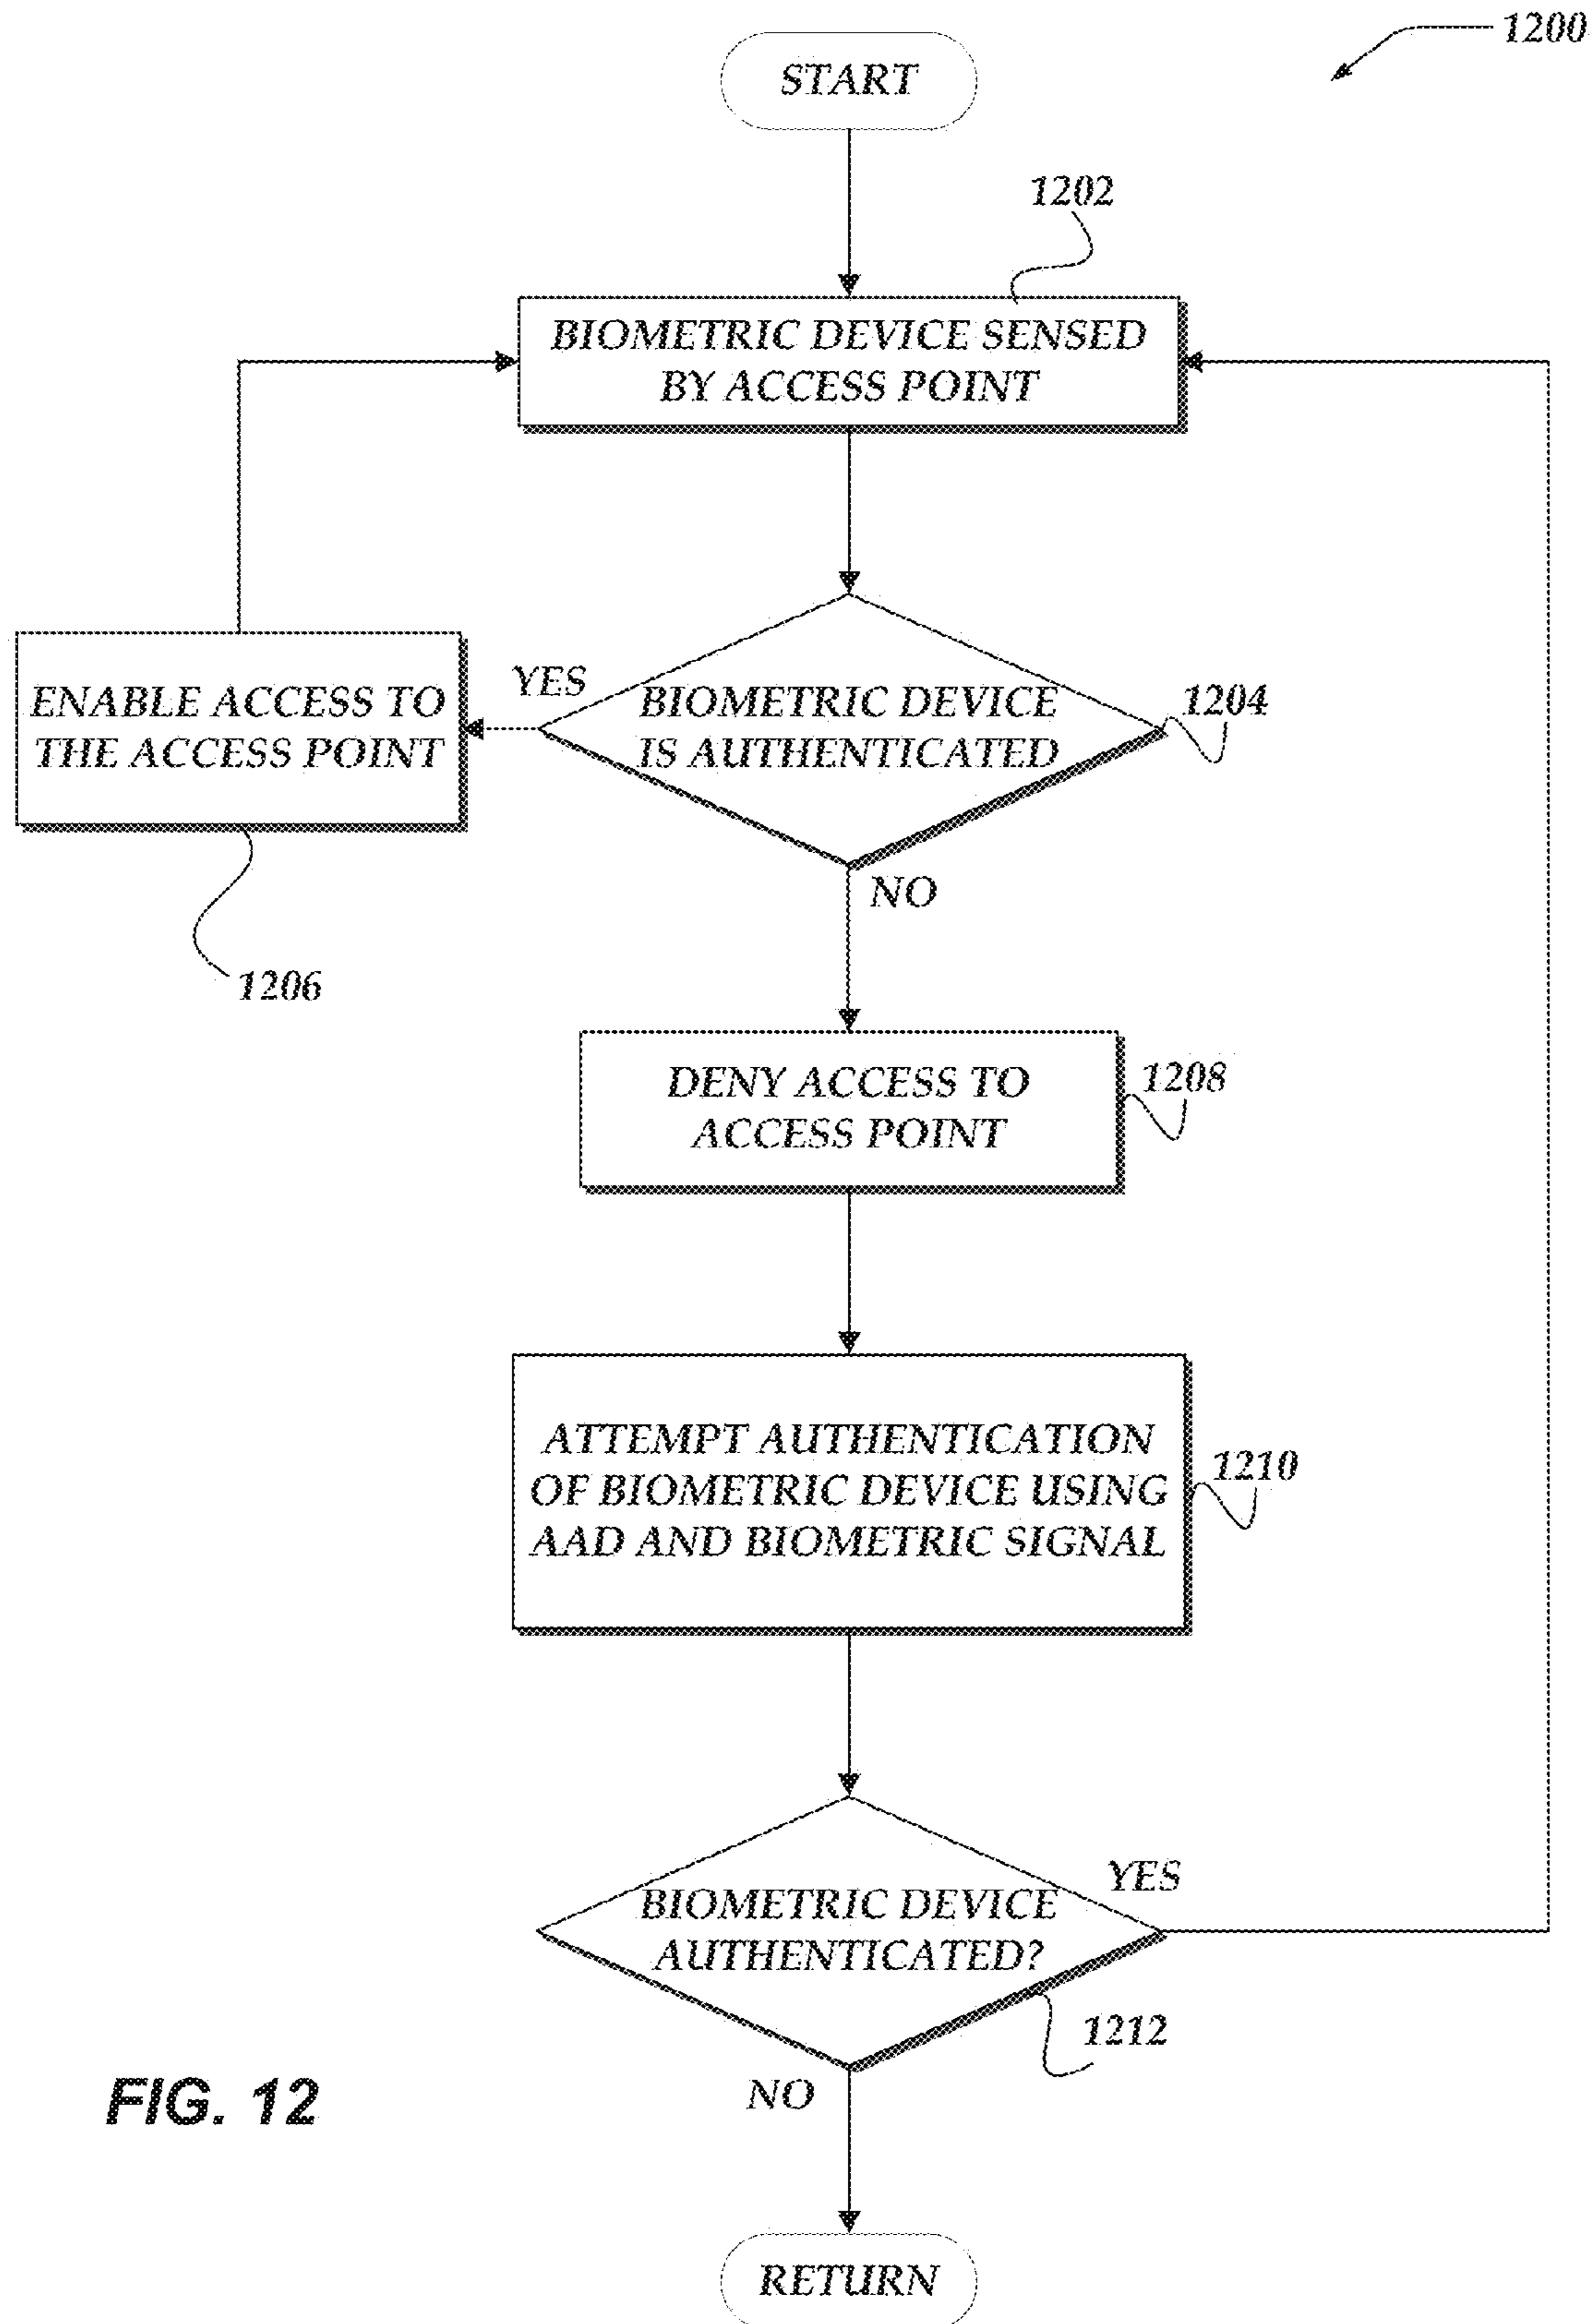 1200
START
1202
BIOMETRIC DEVICE SENSED
BY ACCESS POINT
YES
ENABLE ACCESS TO
THE ACCESS POINT
BIOMETRIC DEVICE
IS AUTHENTICATED
1204
NO
1206
DENY ACCESS TO
ACCESS POINT
1208
ATTEMPT AUTHENTICATION
OF BIOMETRIC DEVICE USING
AAD AND BIOMETRIC SIGNAL
1210
YES
BIOMETRIC DEVICE
AUTHENTICATED?
1212
NO
FIG. 12
RETURN